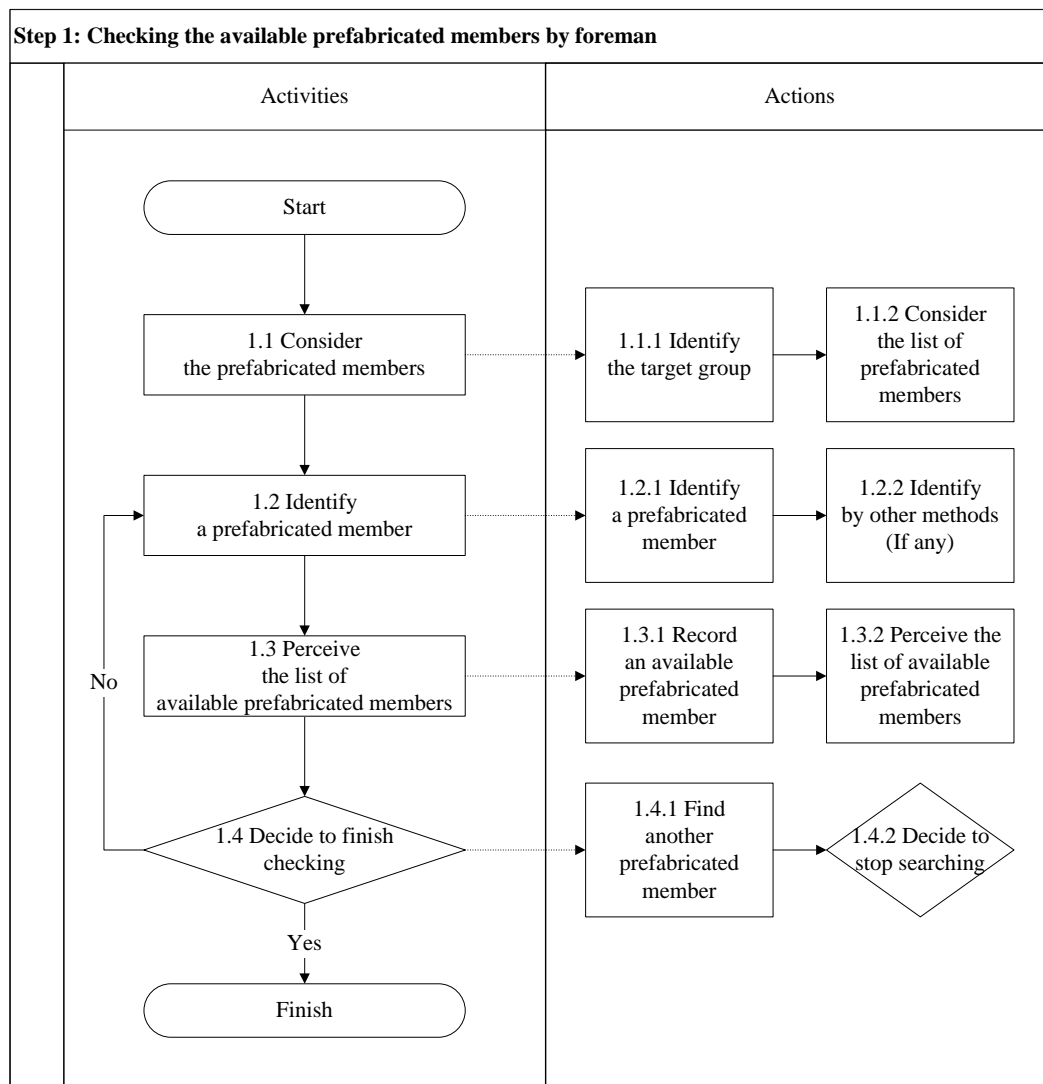 Step 1: Checking the available prefabricated members by foreman
Activities
Actions
Start
1.1 Consider
the prefabricated members
1.1.1 Identify
the target group
1.1.2 Consider
the list of
prefabricated
members
1.2 Identify
a prefabricated member
1.2.1 Identify
a prefabricated
member
1.2.2 Identify
by other methods
(If any)
1.3 Perceive
the list of
available prefabricated members
1.3.1 Record
an available
prefabricated
member
1.3.2 Perceive the
list of available
prefabricated
members
No
1.4 Decide to finish
checking
1.4.1 Find
another
prefabricated
member
1.4.2 Decide to
stop searching
Yes
Finish